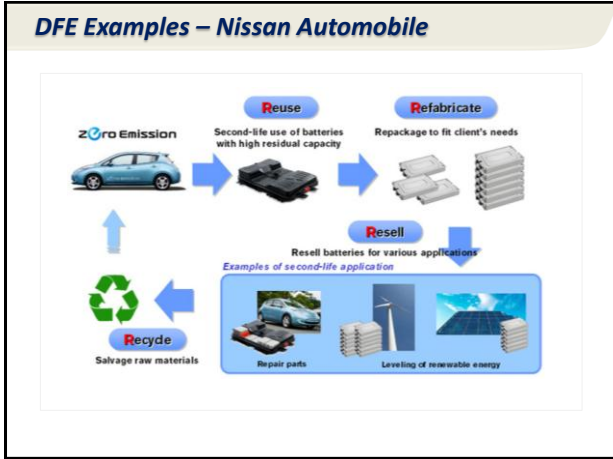 DFE Examples – Nissan Automobile
Reuse
Refabricate
Zero Emission
Second-life use of batteries
with high residual capacity
Repackage to fit client's needs
Resell
Resell batteries for various applications
Examples of second-life application
Recycle
Salvage raw materials
Repair parts
Leveling of renewable energy